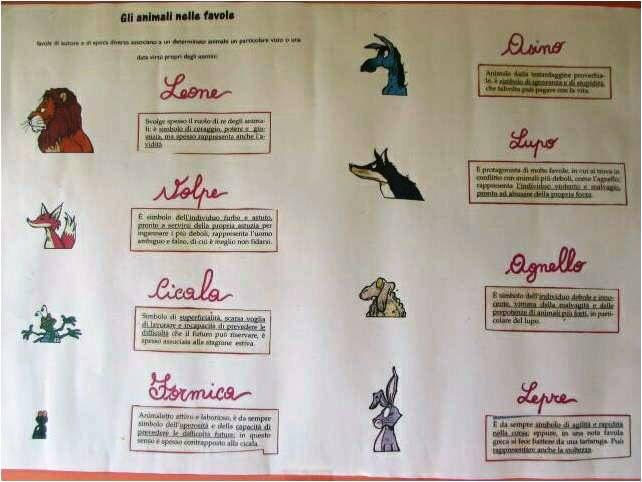 Gli animali nelle favole
favole di autore e di epoca diversa associano a un determinato animale un particolare vizio o una
data virtù propri degli uomini:
Leone
Svolge spesso il ruolo di re degli anima-
li: è simbolo di coraggio, potere e giu-
stizia, ma spesso rappresenta anche l'a-
vidità
Volpe
È simbolo dell'individuo furbo e astuto,
pronto a servirsi della propria astuzia per
ingannare i più deboli; rappresenta l'uomo
ambiguo e falso, di cui è meglio non fidarsi.
Cicala
Simbolo di superficialità, scarsa voglia
di lavorare e incapacità di prevedere le
difficoltà che il futuro può riservare, è
spesso associata alla stagione estiva.
Formica
Animaletto attivo e laborioso, è da sempre
simbolo dell'operosità e della capacità di
prevedere le difficoltà future; in questo
senso è spesso contrapposto alla cicala.
Asino
Animale dalla testardaggine proverbia-
le, è simbolo di ignoranza e di stupidità,
che talvolta può pagare con la vita.
Lupo
È protagonista di molte favole, in cui si trova in
conflitto con animali più deboli, come l'agnello;
rappresenta l'individuo violento e malvagio,
pronto ad abusare della propria forza.
Agnello
È simbolo dell'individuo debole e inno-
cente, vittima della malvagità e delle
prepotenze di animali più forti, in parti-
colare del lupo.
Lepre
È da sempre simbolo di agilità e rapidità
nella corsa; eppure, in una nota favola
greca si fece battere da una tartaruga. Può
rappresentare anche la stoltezza.